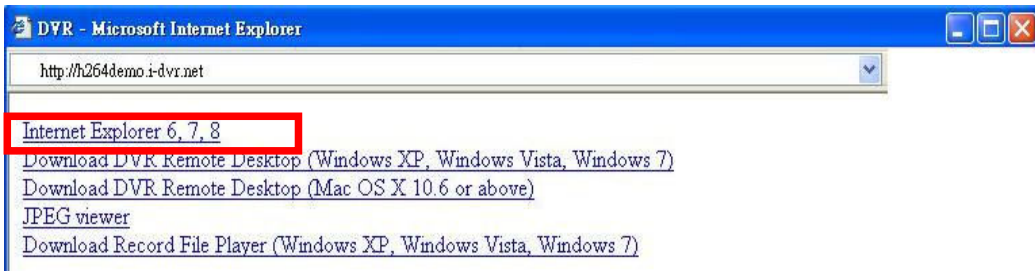 DVR - Microsoft Internet Explorer
http://h264demo.i-dvr.net
Internet Explorer 6, 7, 8
Download DVR Remote Desktop (Windows XP, Windows Vista, Windows 7)
Download DVR Remote Desktop (Mac OS X 10.6 or above)
JPEG viewer
Download Record File Player (Windows XP, Windows Vista, Windows 7)